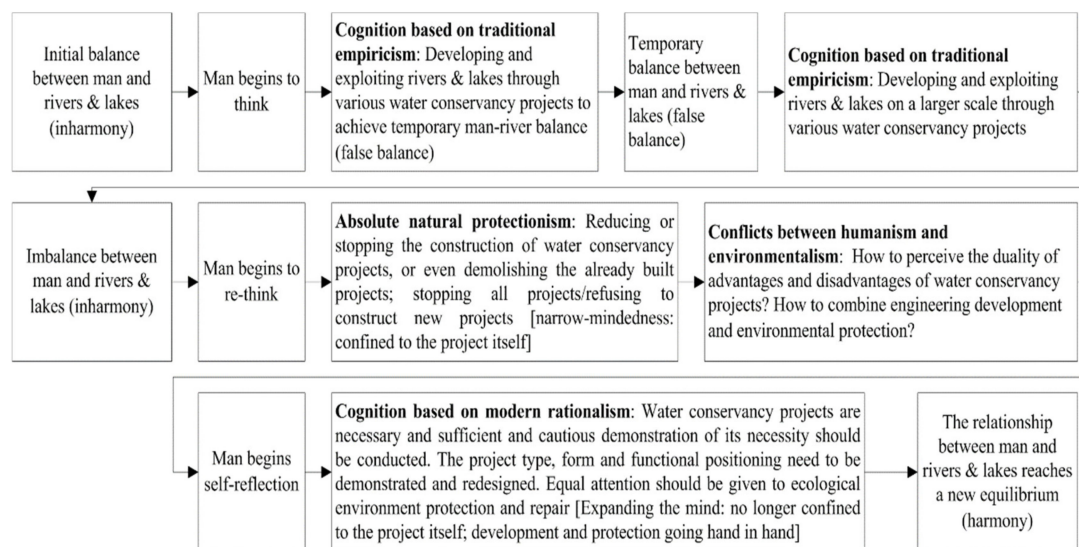 Initial balance
between man and
rivers & lakes
(inharmony)
Man begins to
think
Cognition based on traditional
empiricism: Developing and
exploiting rivers & lakes through
various water conservancy projects to
achieve temporary man-river balance
(false balance)
Temporary
balance between
man and rivers &
lakes (false
balance)
Cognition based on traditional
empiricism: Developing and exploiting
rivers & lakes on a larger scale through
various water conservancy projects
Imbalance between
man and rivers &
lakes (inharmony)
Man begins to
re-think
Absolute natural protectionism: Reducing or
stopping the construction of water conservancy
projects, or even demolishing the already built
projects; stopping all projects/refusing to
construct new projects [narrow-mindedness:
confined to the project itself]
Conflicts between humanism and
environmentalism: How to perceive the duality of
advantages and disadvantages of water conservancy
projects? How to combine engineering development
and environmental protection?
Man begins
self-reflection
Cognition based on modern rationalism: Water conservancy projects are
necessary and sufficient and cautious demonstration of its necessity should
be conducted. The project type, form and functional positioning need to be
demonstrated and redesigned. Equal attention should be given to ecological
environment protection and repair [Expanding the mind: no longer confined
to the project itself; development and protection going hand in hand]
The relationship
between man and
rivers & lakes reaches
a new equilibrium
(harmony)